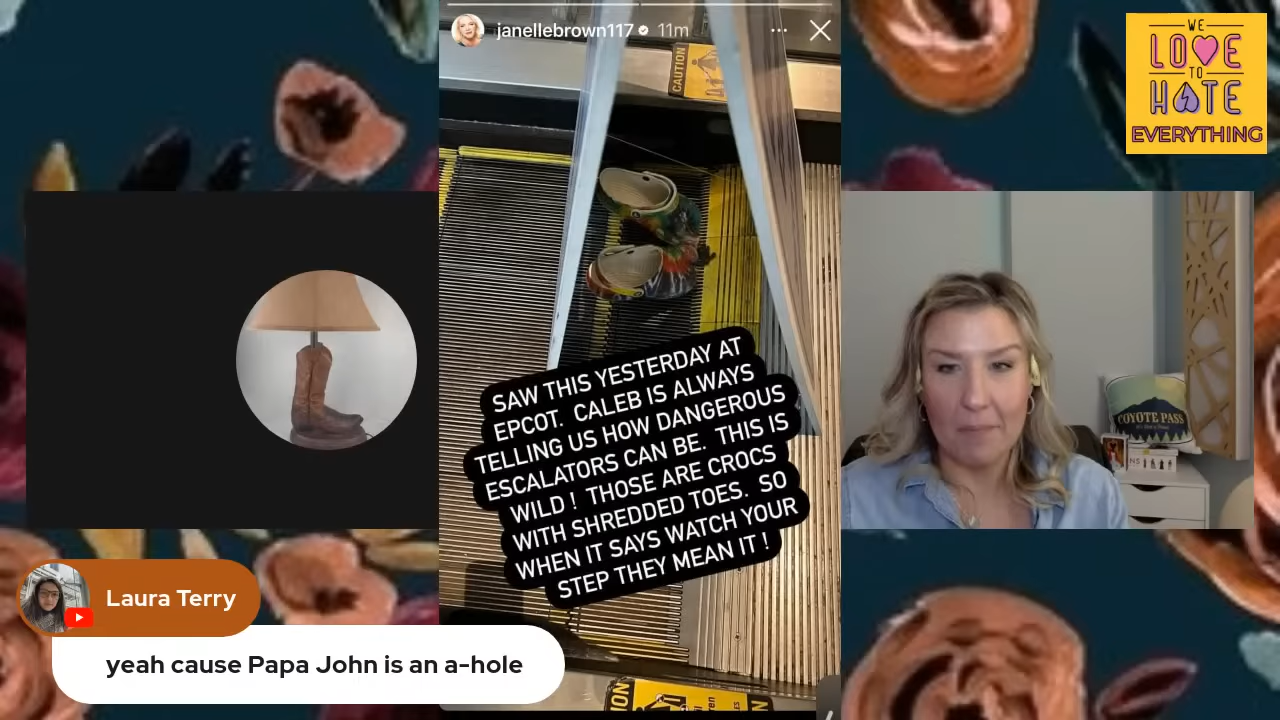 janellebrown117 11m
CAUTION
SAW THIS YESTERDAY AT
EPCOT. CALEB IS ALWAYS
TELLING US HOW DANGEROUS
ESCALATORS CAN BE. THIS IS
WILD ! THOSE ARE CROCS
WITH SHREDDED TOES. SO
WHEN IT SAYS WATCH YOUR
STEP THEY MEAN IT !
WE
LOVE
TO
HATE
EVERYTHING
COYOTE PASS
Laura Terry
yeah cause Papa John is an a-hole